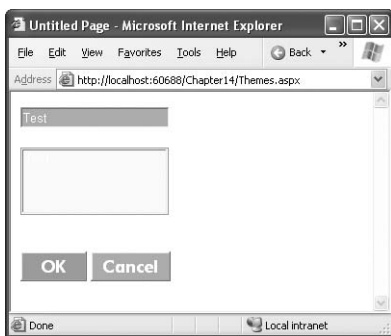 Untitled Page - Microsoft Internet Explorer
File Edit View Favorites Tools Help Back »
Address http://localhost:60688/Chapter14/Themes.aspx
Test
OK Cancel
Done Local intranet